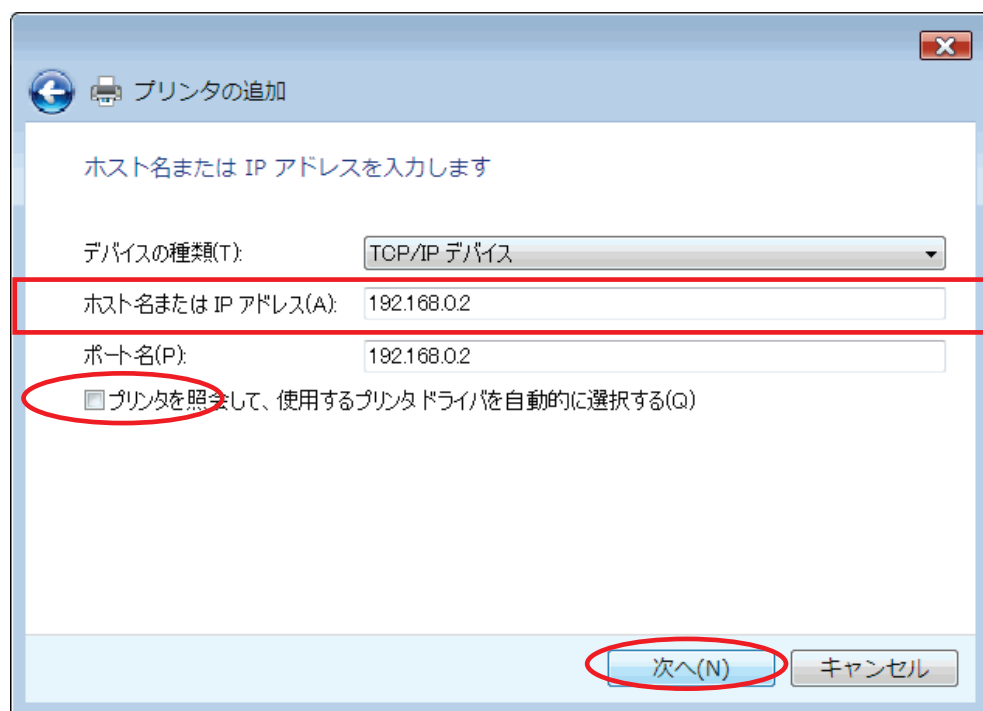 プリンタの追加
ホスト名または IP アドレスを入力します
デバイスの種類(T): TCP/IP デバイス
ホスト名または IP アドレス(A): 192.168.0.2
ポート名(P): 192.168.0.2
プリンタを照会して、使用するプリンタ ドライバを自動的に選択する(Q)
次へ(N) キャンセル